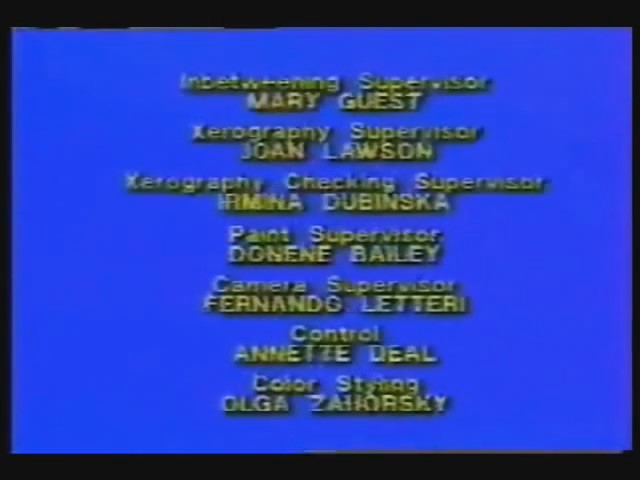 Inbetweening Supervisor
MARY GUEST
Xerography Supervisor
JOAN LAWSON
Xerography Checking Supervisor
IRMINA DUBINSKA
Paint Supervisor
DONENE BAILEY
Camera Supervisor
FERNANDO LETTERI
Control
ANNETTE DEAL
Color Styling
OLGA ZAHORSKY